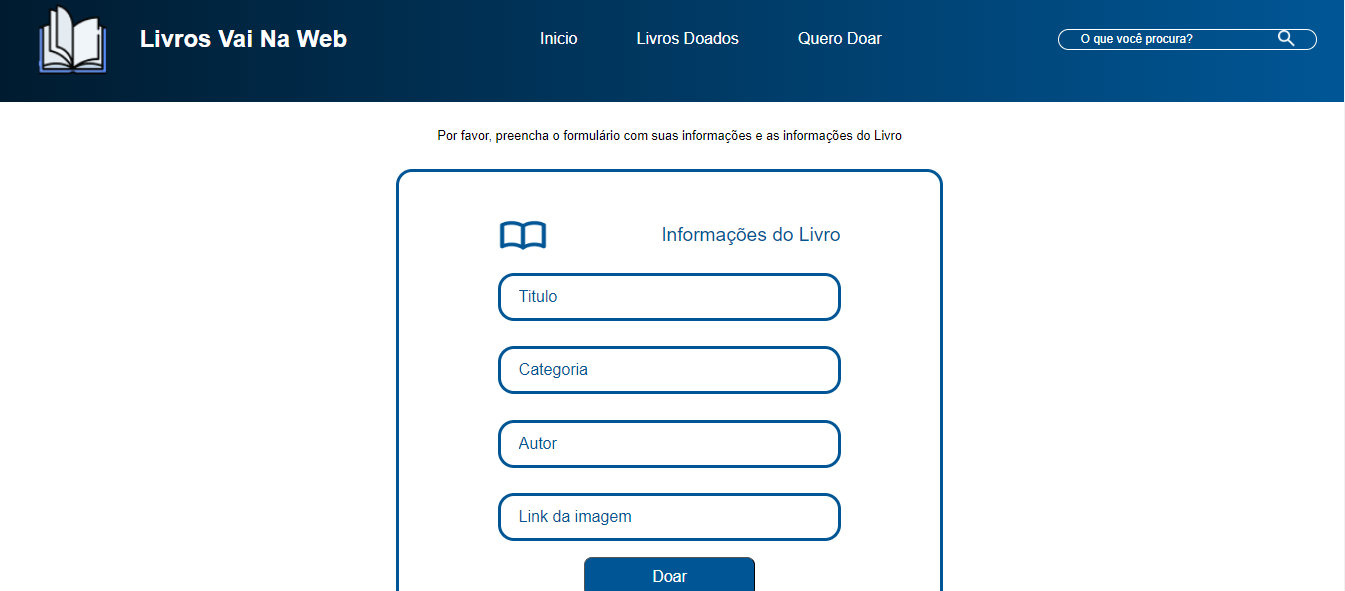 Livros Vai Na Web
Inicio
Livros Doados
Quero Doar
O que você procura?
Por favor, preencha o formulário com suas informações e as informações do Livro
Informações do Livro
Titulo
Categoria
Autor
Link da imagem
Doar